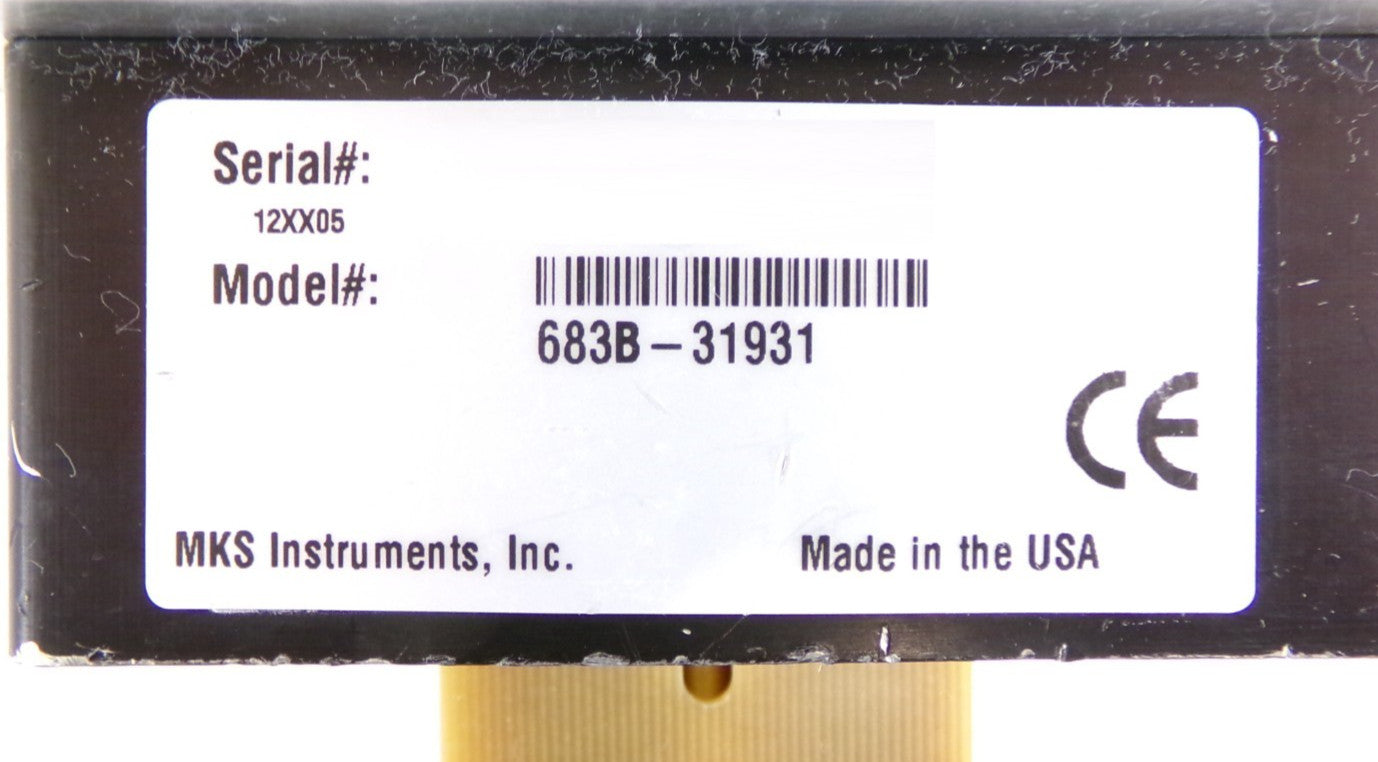 Serial#:
12XX05
Model#:
683B-31931
CE
MKS Instruments, Inc.
Made in the USA